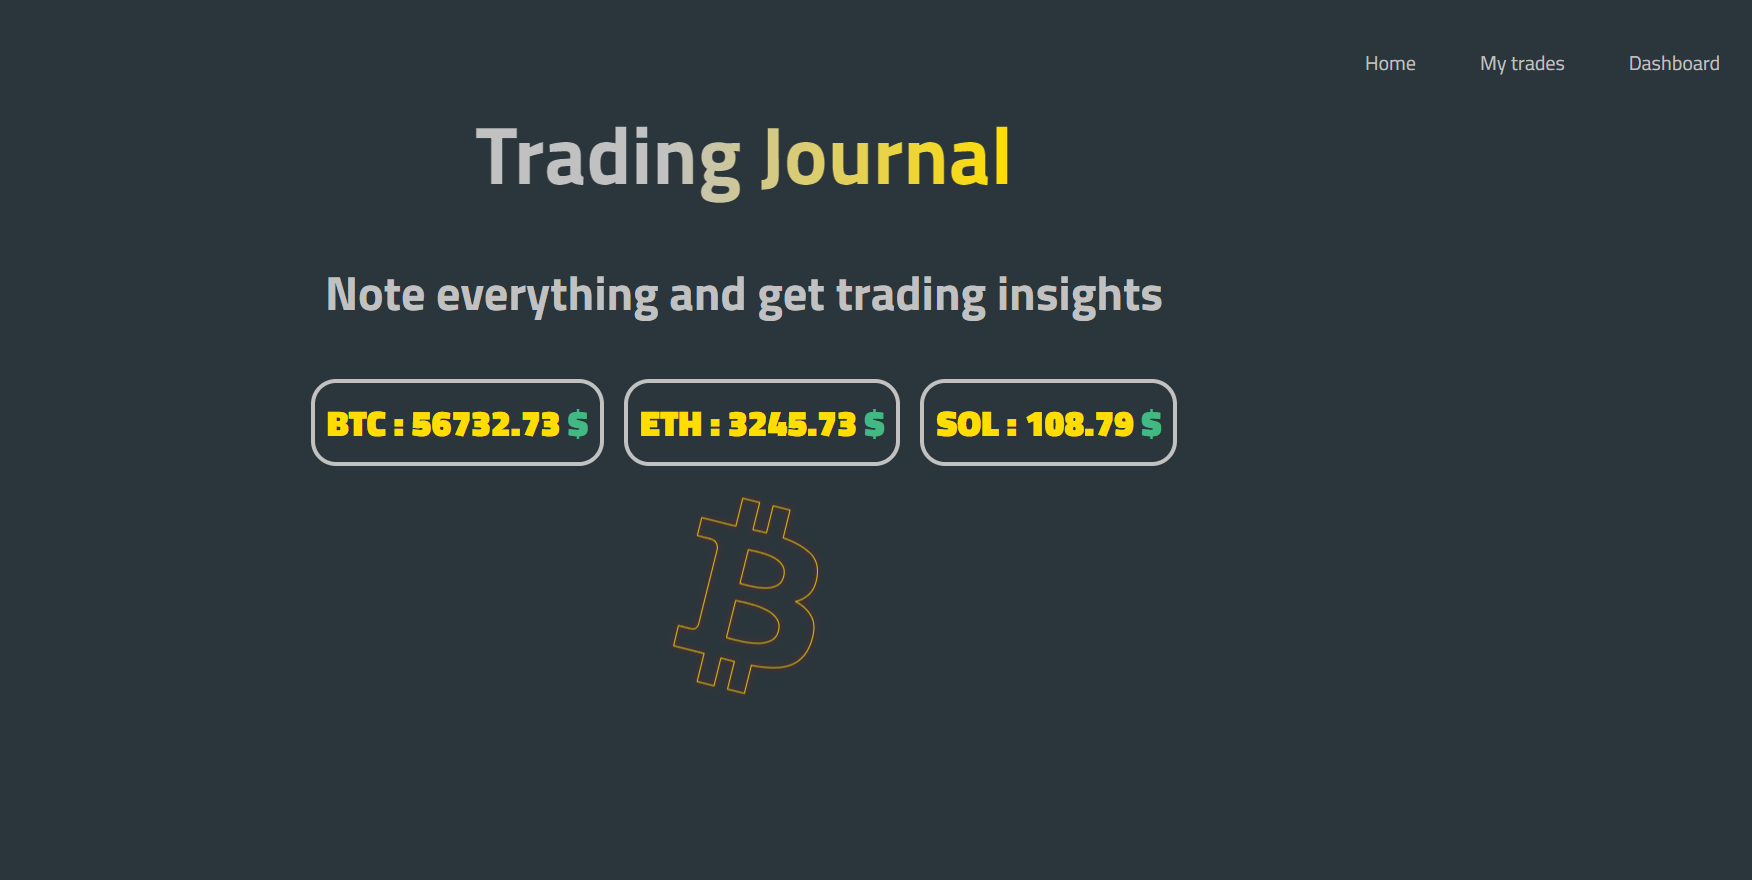 Home My trades Dashboard
Trading Journal
Note everything and get trading insights
BTC : 56732.73 $ ETH : 3245.73 $ SOL : 108.79 $